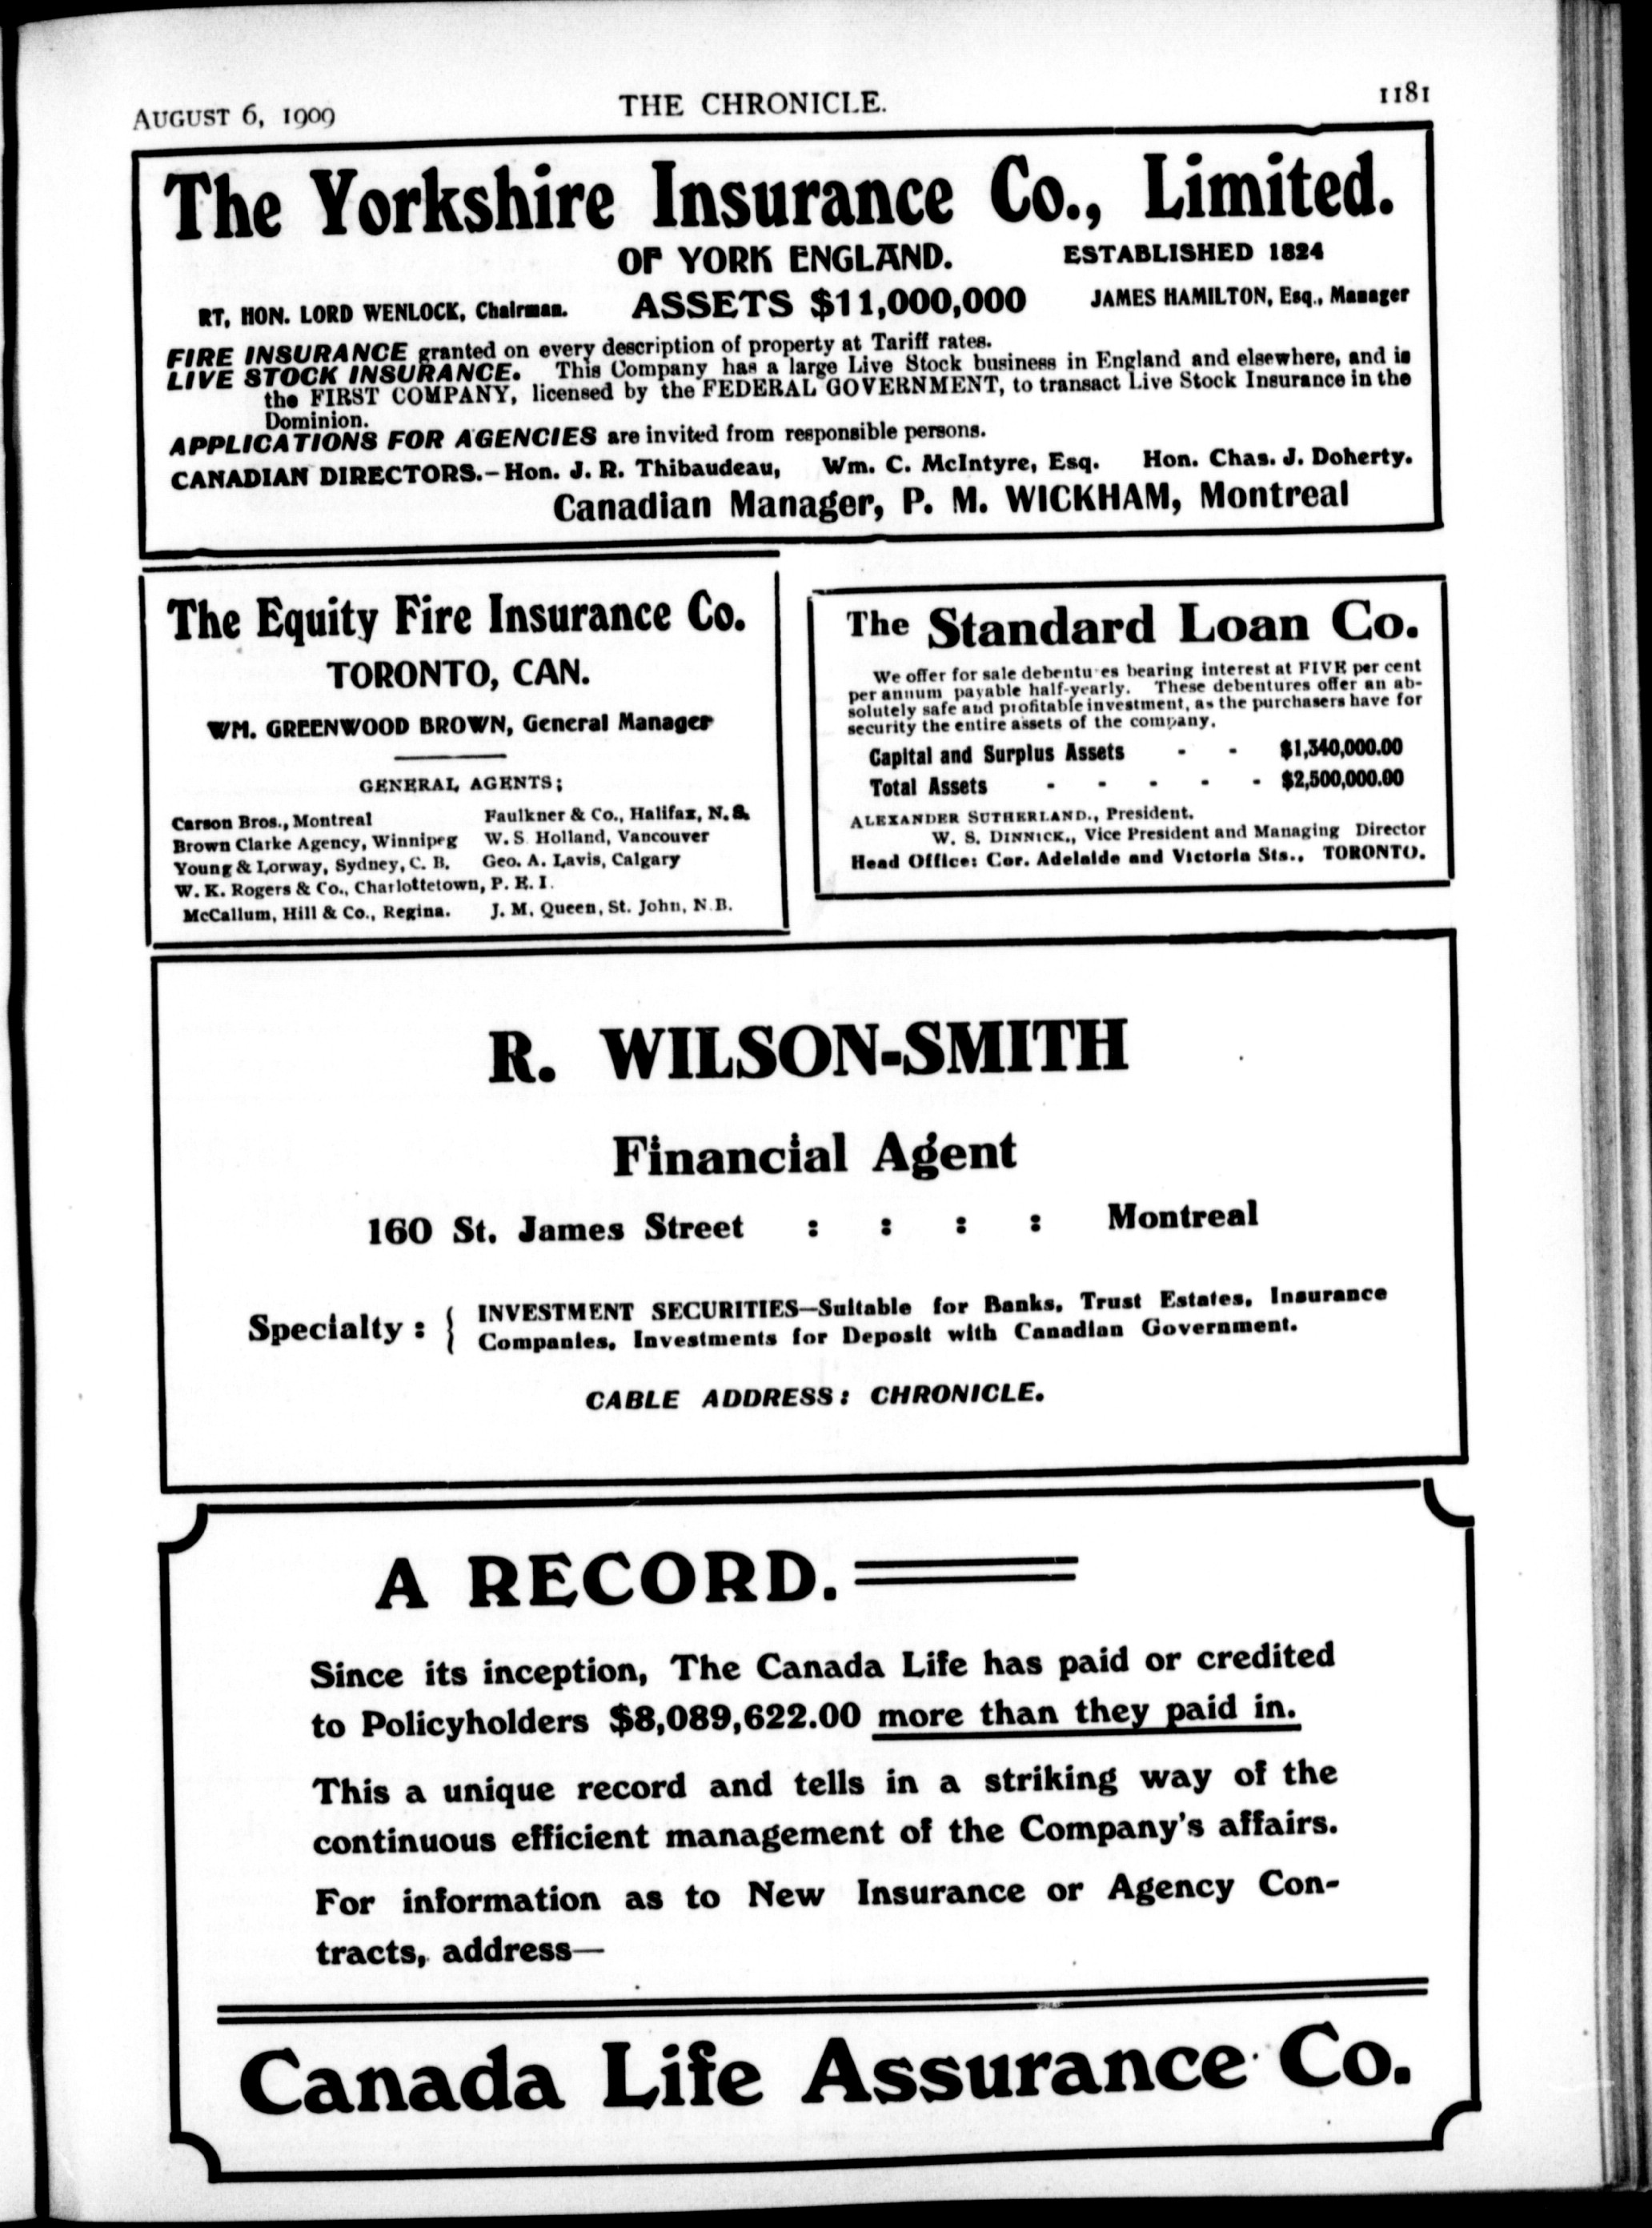 AUGUST 6, 1909 THE CHRONICLE. 1181
The Yorkshire Insurance Co., Limited.
OF YORK ENGLAND. ESTABLISHED 1824
RT, HON. LORD WENLOCK, Chairman. ASSETS $11,000,000 JAMES HAMILTON, Esq., Manager
FIRE INSURANCE granted on every description of property at Tariff rates.
LIVE STOCK INSURANCE. This Company has a large Live Stock business in England and elsewhere, and is
the FIRST COMPANY, licensed by the FEDERAL GOVERNMENT, to transact Live Stock Insurance in the
Dominion.
APPLICATIONS FOR AGENCIES are invited from responsible persons.
CANADIAN DIRECTORS.-Hon. J. R. Thibaudeau, Wm. C. McIntyre, Esq. Hon. Chas. J. Doherty.
Canadian Manager, P. M. WICKHAM, Montreal
The Equity Fire Insurance Co.
TORONTO, CAN.
WM. GREENWOOD BROWN, General Manager
GENERAL AGENTS;
Carson Bros., Montreal Faulkner & Co., Halifax, N.S.
Brown Clarke Agency, Winnipeg W. S. Holland, Vancouver
Young & Lorway, Sydney, C. B. Geo. A. Lavis, Calgary
W. K. Rogers & Co., Charlottetown, P. E. I.
McCallum, Hill & Co., Regina. J. M, Queen, St. John, N.B.
The Standard Loan Co.
We offer for sale debentu es bearing interest at FIVE per cent
per annum payable half-yearly. These debentures offer an ab-
solutely safe and profitable investment, as the purchasers have for
security the entire assets of the company.
Capital and Surplus Assets - - $1,340,000.00
Total Assets - - - - - $2,500,000.00
ALEXANDER SUTHERLAND., President.
W. S. DINNICK., Vice President and Managing Director
Head Office: Cor. Adelaide and Victoria Sts., TORONTO.
R. WILSON-SMITH
Financial Agent
160 St. James Street : : : : Montreal
Specialty : { INVESTMENT SECURITIES—Suitable for Banks, Trust Estates, Insurance
Companies, Investments for Deposit with Canadian Government.
CABLE ADDRESS: CHRONICLE.
A RECORD.
Since its inception, The Canada Life has paid or credited
to Policyholders $8,089,622.00 more than they paid in.
This a unique record and tells in a striking way of the
continuous efficient management of the Company's affairs.
For information as to New Insurance or Agency Con-
tracts, address—
Canada Life Assurance Co.